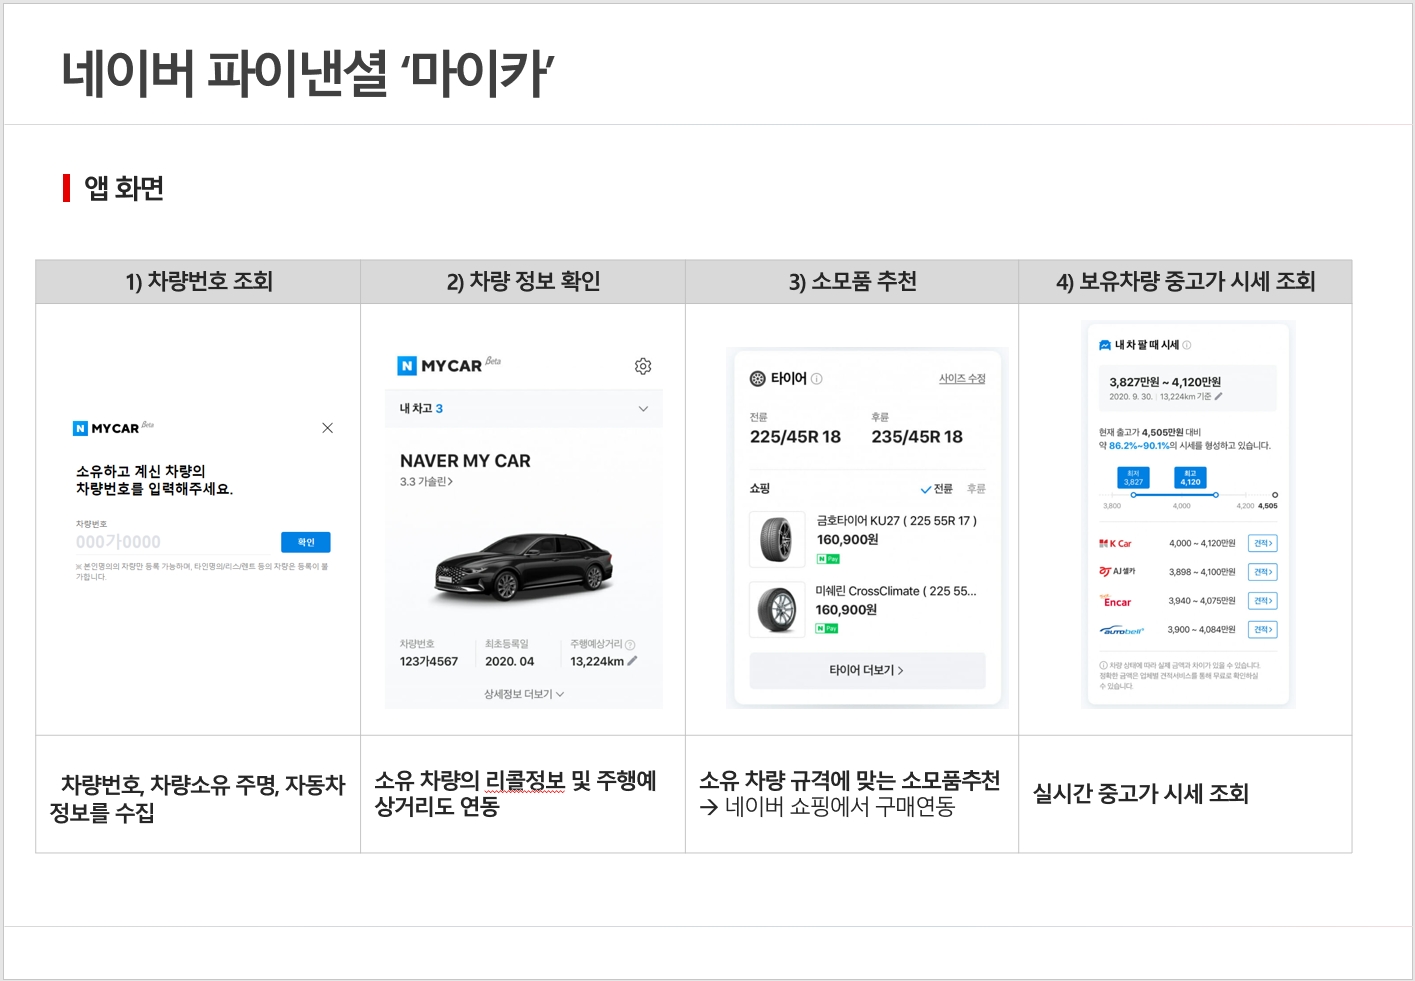 네이버 파이낸셜 ‘마이카’
앱 화면
1) 차량번호 조회
2) 차량 정보 확인
3) 소모품 추천
4) 보유차량 중고가 시세 조회
N MY CAR Beta
소유하고 계신 차량의
차량번호를 입력해주세요.
차량번호
000가0000
확인
※ 본인명의의 차량만 등록 가능하며, 타인명의/리스/렌트 등의 차량은 등록이 불
가합니다.
N MY CAR Beta
내 차고 3
NAVER MY CAR
3.3 가솔린>
차량번호 최초등록일 주행예상거리
123가4567 2020. 04 13,224km
상세정보 더보기
타이어 사이즈 수정
전륜 후륜
225/45R 18 235/45R 18
쇼핑 전륜 후륜
금호타이어 KU27 ( 225 55R 17 )
160,900원
N Pay
미쉐린 CrossClimate ( 225 55...
160,900원
N Pay
타이어 더보기 >
내 차 팔 때 시세
3,827만원 ~ 4,120만원
2020. 9. 30. | 13,224km 기준
현재 출고가 4,505만원 대비
약 86.2%~90.1%의 시세를 형성하고 있습니다.
최저 최고
3,827 4,120
3,800 4,000 4,200 4,505
K Car 4,000 ~ 4,120만원 견적>
AJ셀카 3,898 ~ 4,100만원 견적>
Encar 3,940 ~ 4,075만원 견적>
autobell 3,900 ~ 4,084만원 견적>
차량 상태에 따라 실제 금액과 차이가 있을 수 있습니다.
정확한 금액은 업체별 견적서비스를 통해 무료로 확인하실
수 있습니다.
차량번호, 차량소유 주명, 자동차
정보를 수집
소유 차량의 리콜정보 및 주행예
상거리도 연동
소유 차량 규격에 맞는 소모품추천
→ 네이버 쇼핑에서 구매연동
실시간 중고가 시세 조회